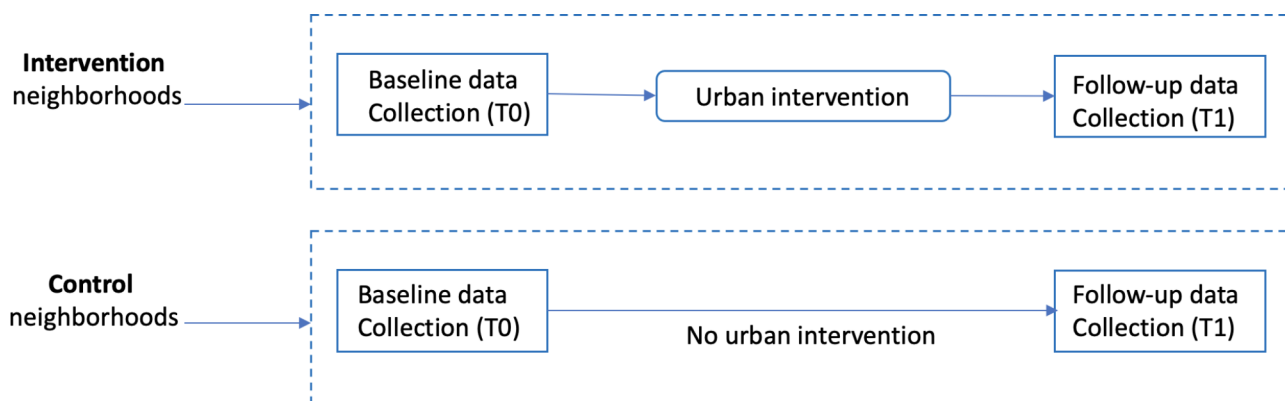 Intervention
neighborhoods
Baseline data
Collection (T0)
Urban intervention
Follow-up data
Collection (T1)
Control
neighborhoods
Baseline data
Collection (T0)
No urban intervention
Follow-up data
Collection (T1)